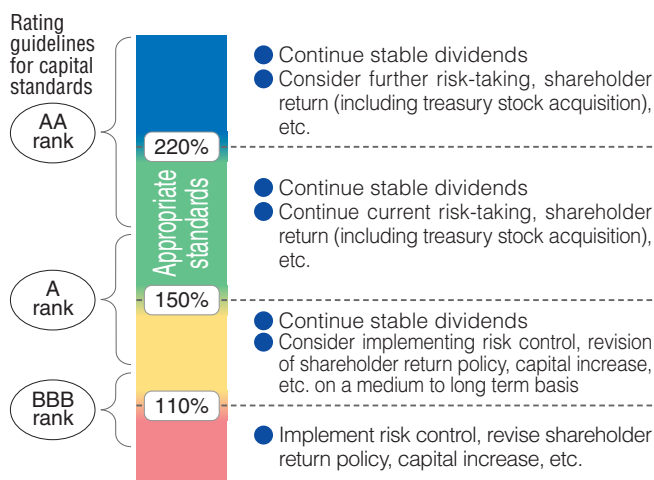 Rating
guidelines
for capital
standards
AA
rank
A
rank
BBB
rank
220%
Appropriate
standards
150%
110%
● Continue stable dividends
● Consider further risk-taking, shareholder
return (including treasury stock acquisition),
etc.
● Continue stable dividends
● Continue current risk-taking, shareholder
return (including treasury stock acquisition),
etc.
● Continue stable dividends
● Consider implementing risk control, revision
of shareholder return policy, capital increase,
etc. on a medium to long term basis
● Implement risk control, revise shareholder
return policy, capital increase, etc.